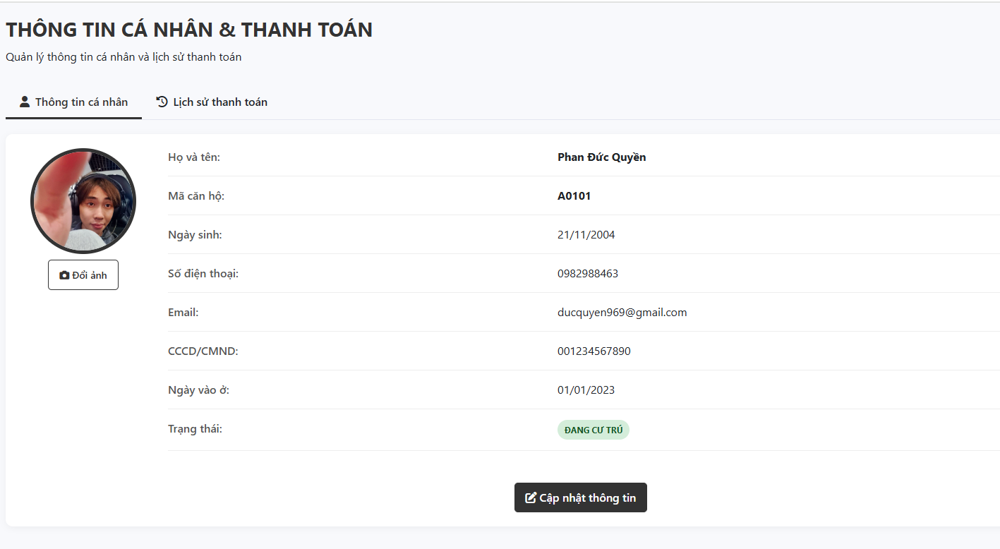 THÔNG TIN CÁ NHÂN & THANH TOÁN
Quản lý thông tin cá nhân và lịch sử thanh toán
Thông tin cá nhân Lịch sử thanh toán
Họ và tên: Phan Đức Quyền
Mã căn hộ: A0101
Ngày sinh: 21/11/2004
Đổi ảnh
Số điện thoại: 0982988463
Email: ducquyen969@gmail.com
CCCD/CMND: 001234567890
Ngày vào ở: 01/01/2023
Trạng thái: ĐANG CƯ TRÚ
Cập nhật thông tin